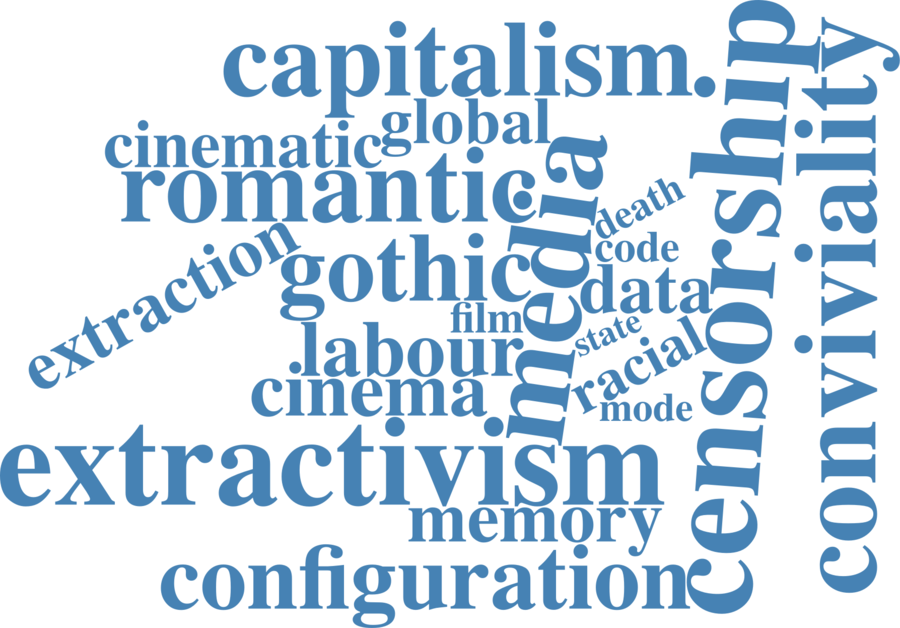 capitalism.
global
cinematic
romantic.
extraction
gothic
media
death
code
data
film
state
labour
racial
cinema
mode
extractivism
memory
configuration
censorship
conviviality